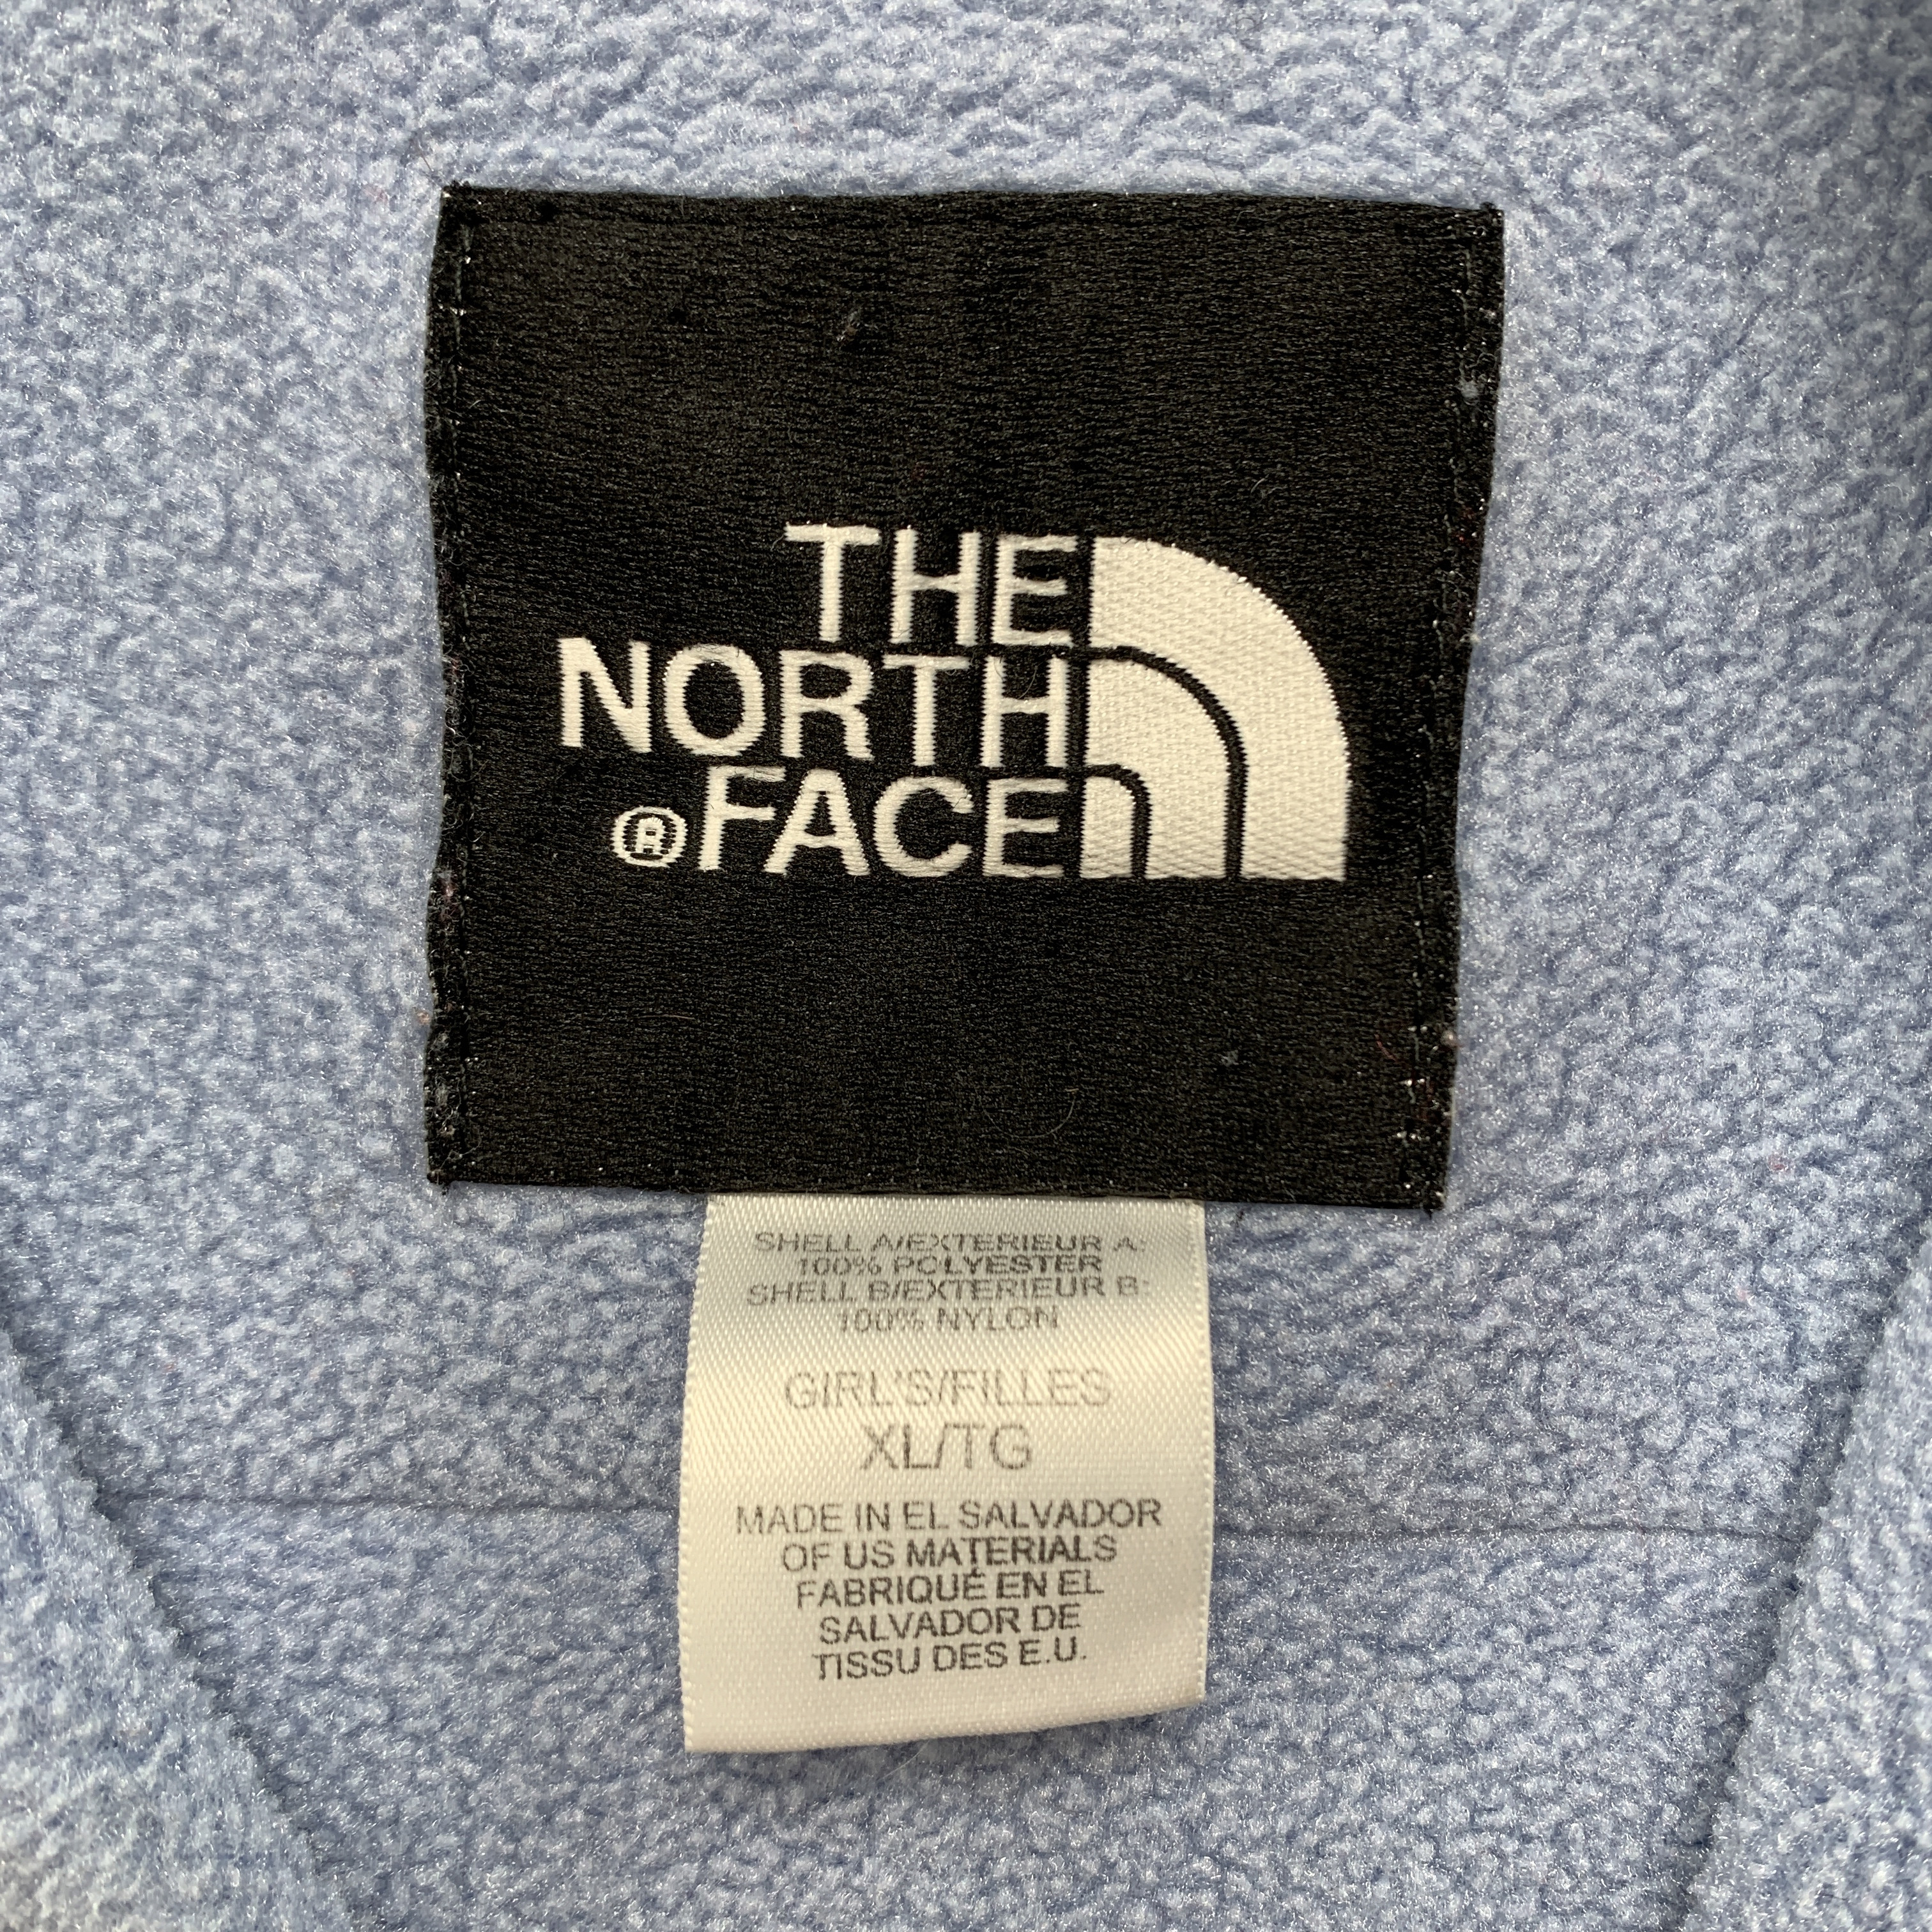 THE
NORTH
®FACE
SHELL A/EXTERIEUR A:
100% POLYESTER
SHELL B/EXTERIEUR B:
100% NYLON
GIRL'S/FILLES
XL/TG
MADE IN EL SALVADOR
OF US MATERIALS
FABRIQUÉ EN EL
SALVADOR DE
TISSU DES E.U.